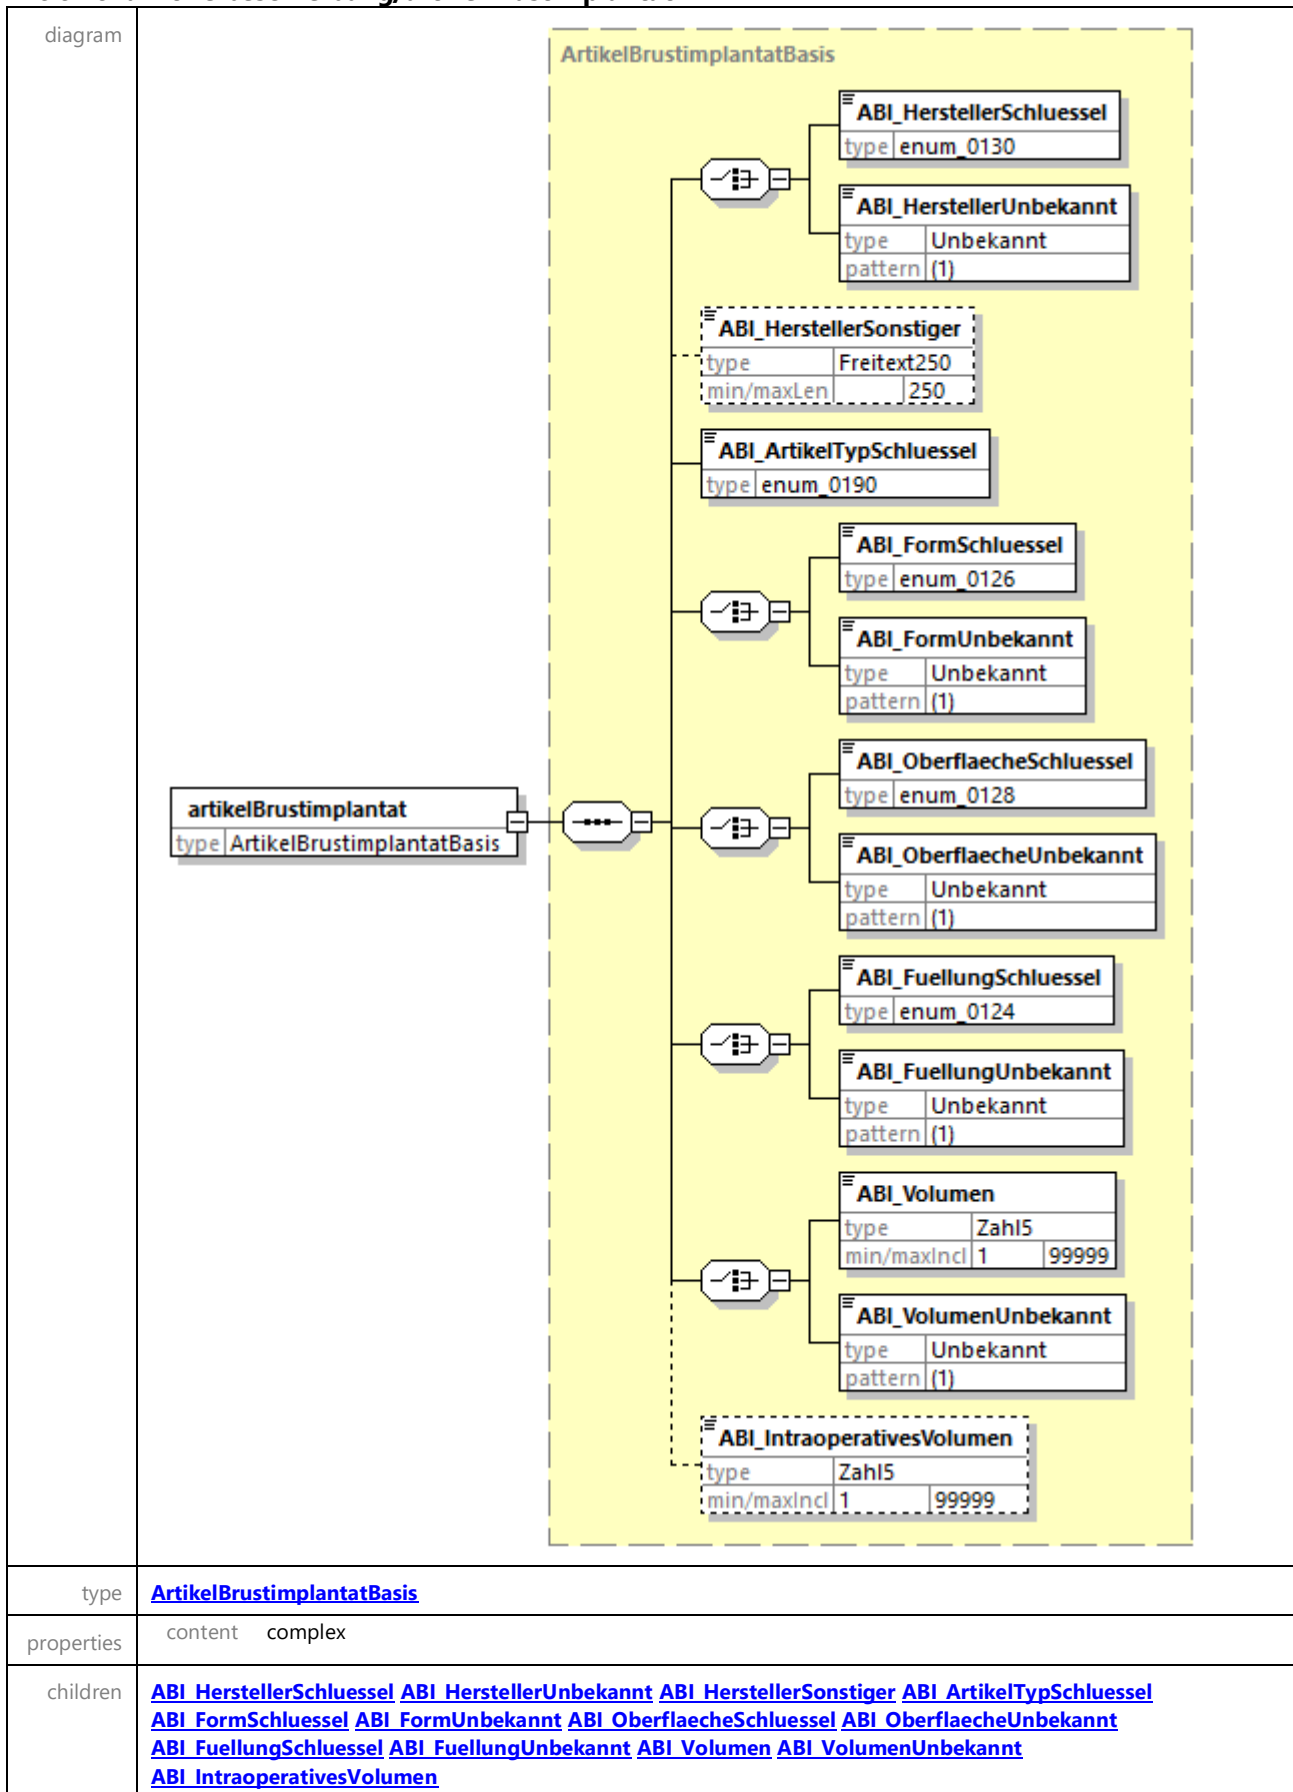 diagram
ArtikelBrustimplantatBasis
ABI_HerstellerSchluessel
type enum_0130
ABI_HerstellerUnbekannt
type Unbekannt
pattern (1)
ABI_HerstellerSonstiger
type Freitext250
min/maxLen 250
ABI_ArtikelTypSchluessel
type enum_0190
ABI_FormSchluessel
type enum_0126
ABI_FormUnbekannt
type Unbekannt
pattern (1)
ABI_OberflaecheSchluessel
type enum_0128
artikelBrustimplantat
type ArtikelBrustimplantatBasis
ABI_OberflaecheUnbekannt
type Unbekannt
pattern (1)
ABI_FuellungSchluessel
type enum_0124
ABI_FuellungUnbekannt
type Unbekannt
pattern (1)
ABI_Volumen
type Zahl5
min/maxIncl 1 99999
ABI_VolumenUnbekannt
type Unbekannt
pattern (1)
ABI_IntraoperativesVolumen
type Zahl5
min/maxIncl 1 99999
type ArtikelBrustimplantatBasis
properties content complex
children ABI_HerstellerSchluessel ABI_HerstellerUnbekannt ABI_HerstellerSonstiger ABI_ArtikelTypSchluessel
ABI_FormSchluessel ABI_FormUnbekannt ABI_OberflaecheSchluessel ABI_OberflaecheUnbekannt
ABI_FuellungSchluessel ABI_FuellungUnbekannt ABI_Volumen ABI_VolumenUnbekannt
ABI_IntraoperativesVolumen